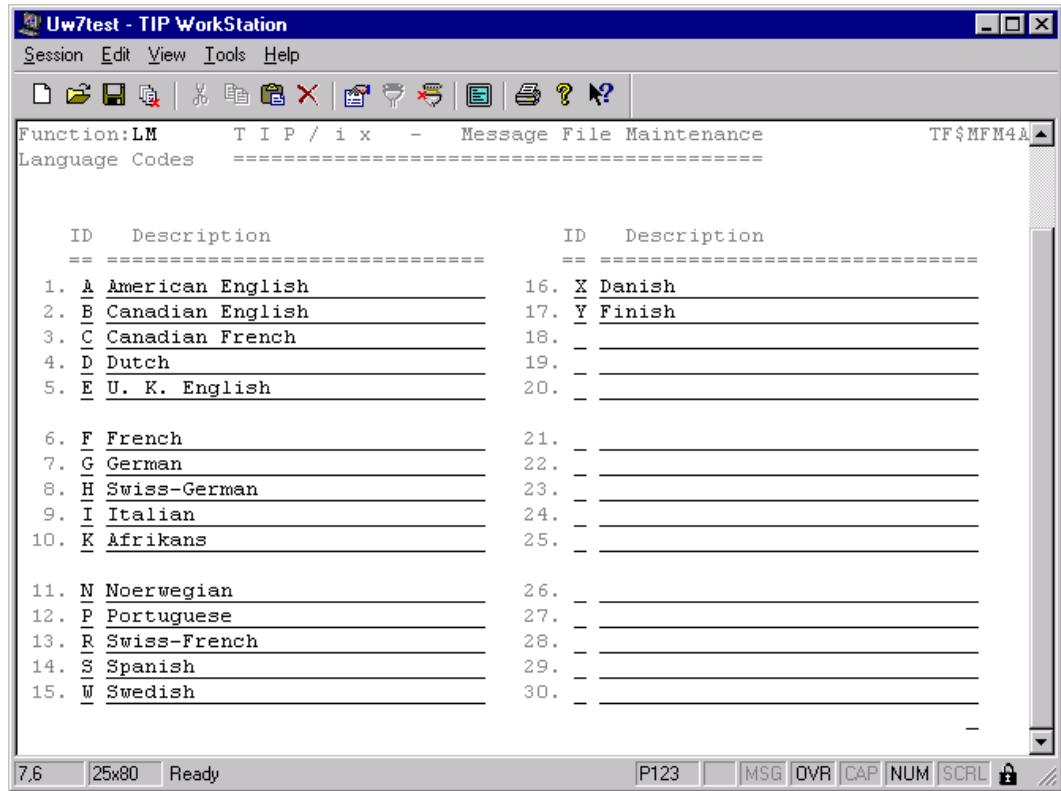 Uw7test - TIP WorkStation
Session Edit View Tools Help
Function:LM T I P / i x - Message File Maintenance TF$MFM4A
Language Codes ==========================================
ID Description ID Description
== ============================== == ==============================
1. A American English 16. X Danish
2. B Canadian English 17. Y Finish
3. C Canadian French 18. _
4. D Dutch 19. _
5. E U. K. English 20. _
6. F French 21. _
7. G German 22. _
8. H Swiss-German 23. _
9. I Italian 24. _
10. K Afrikans 25. _
11. N Noerwegian 26. _
12. P Portuguese 27. _
13. R Swiss-French 28. _
14. S Spanish 29. _
15. W Swedish 30. _
7,6 25x80 Ready P123 MSG OVR CAP NUM SCRL